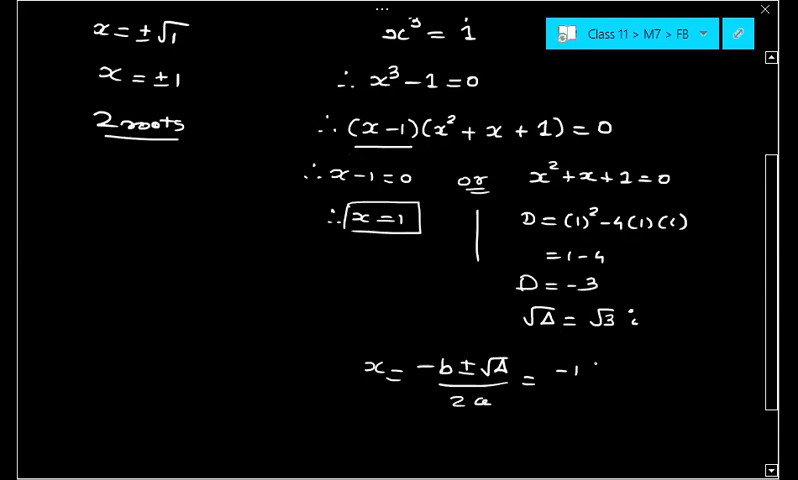 ...
Class 11 > M7 > FB
x = ±√1
x = ±1
2 roots
x³ = 1
∴ x³ - 1 = 0
∴ (x-1)(x² + x + 1) = 0
∴ x - 1 = 0 or x² + x + 1 = 0
∴ x = 1
D = (1)² - 4(1)(1)
= 1 - 4
D = -3
√Δ = √3 i
x = (-b ± √Δ)/2a = -1